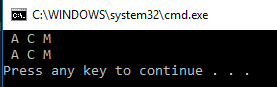 C:\WINDOWS\system32\cmd.exe
A C M
A C M
Press any key to continue . . .